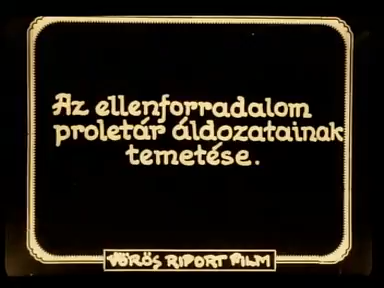 Az ellenforradalom
proletár áldozatainak
temetése.
VÖRÖS RIPORT FILM